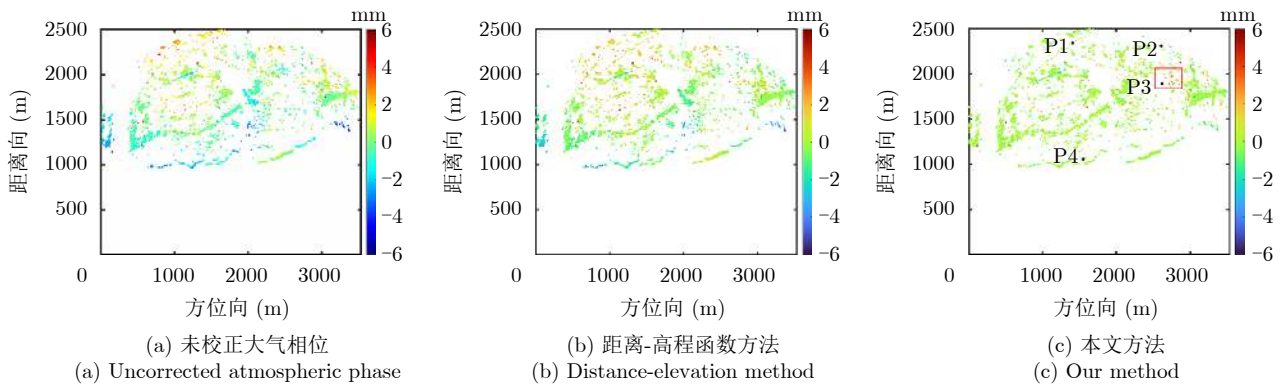 mm
2500
2000
1500
1000
500
0
1000
2000
3000
6
4
2
0
−2
−4
−6
距离向 (m)
方位向 (m)
(a) 未校正大气相位
(a) Uncorrected atmospheric phase
mm
2500
2000
1500
1000
500
0
1000
2000
3000
6
4
2
0
−2
−4
−6
距离向 (m)
方位向 (m)
(b) 距离-高程函数方法
(b) Distance-elevation method
mm
2500
2000
1500
1000
500
0
1000
2000
3000
6
4
2
0
−2
−4
−6
P1
P2
P3
P4
距离向 (m)
方位向 (m)
(c) 本文方法
(c) Our method